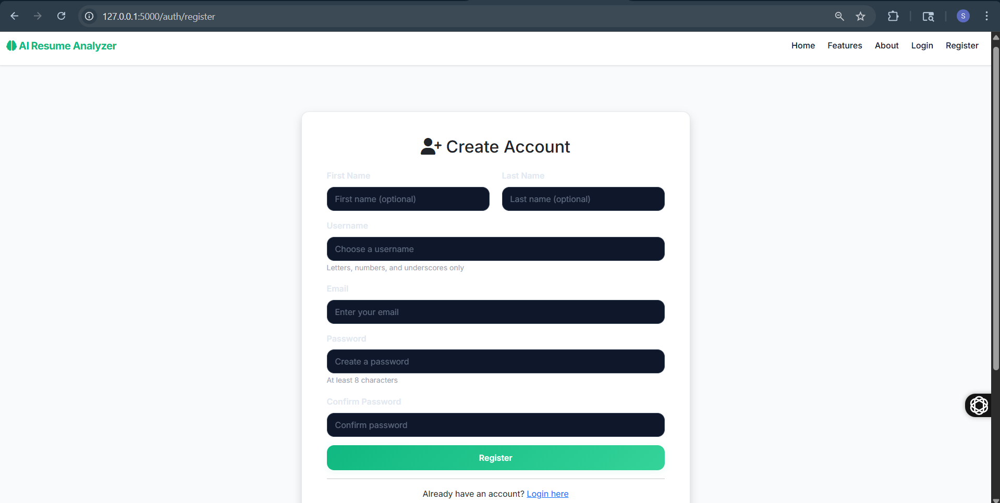 127.0.0.1:5000/auth/register
S
AI Resume Analyzer
Home Features About Login Register
Create Account
First Name Last Name
First name (optional) Last name (optional)
Username
Choose a username
Letters, numbers, and underscores only
Email
Enter your email
Password
Create a password
At least 8 characters
Confirm Password
Confirm password
Register
Already have an account? Login here